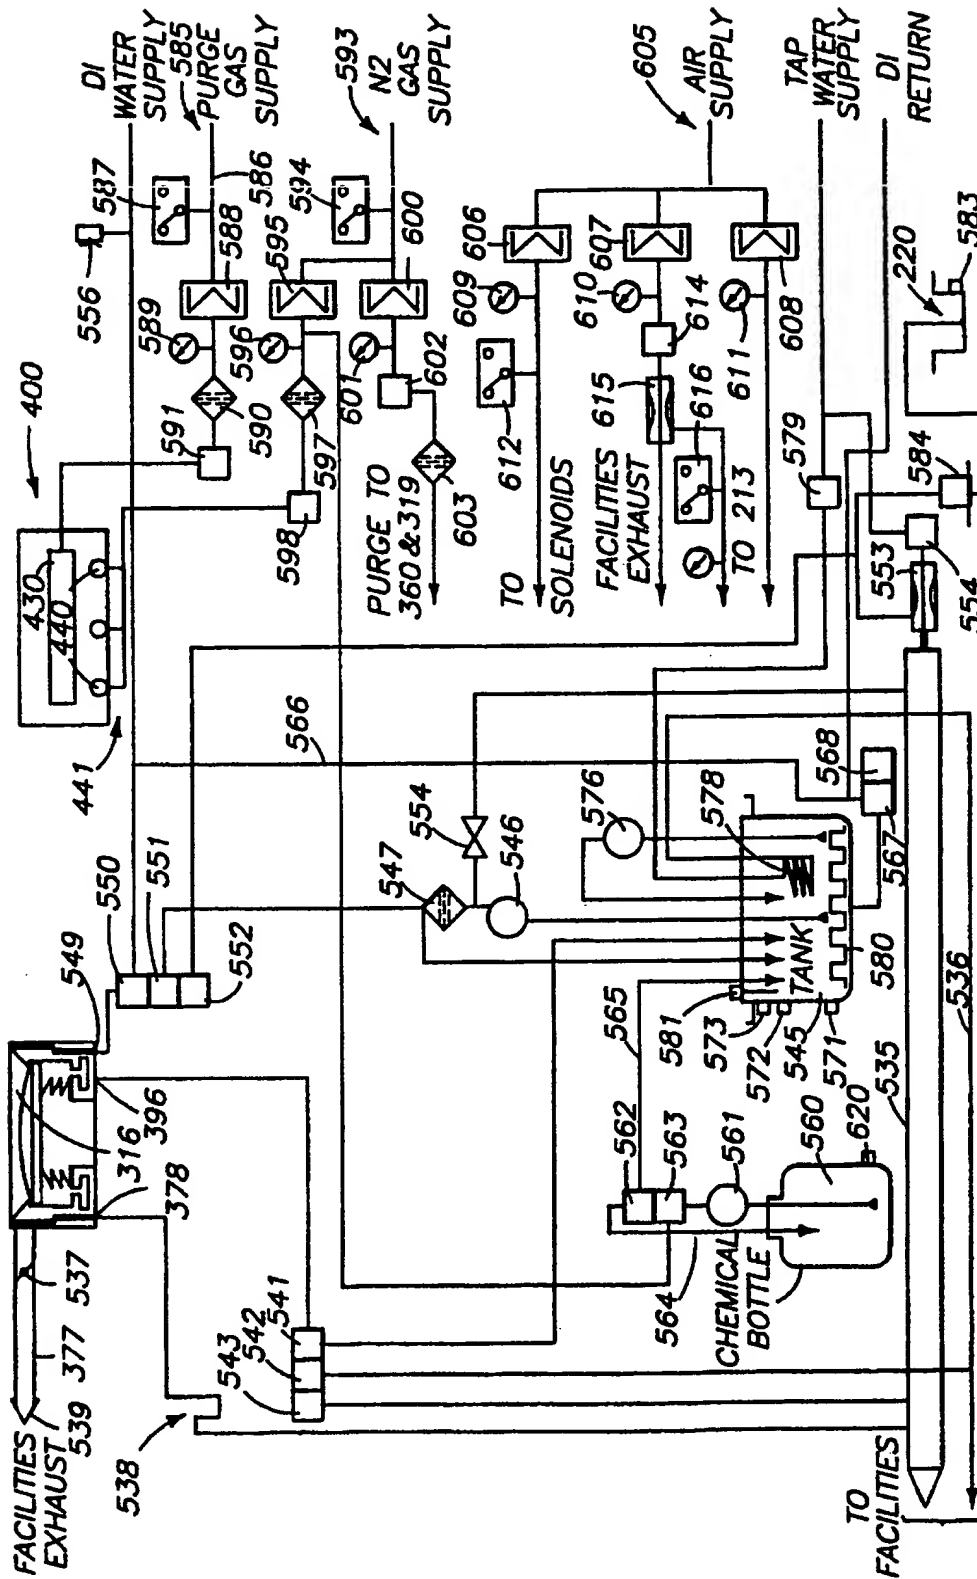 DI
WATER
SUPPLY
585
PURGE
GAS
SUPPLY
593
N2
GAS
SUPPLY
605
AIR
SUPPLY
TAP
WATER
SUPPLY
DI
RETURN
587
586
594
556
588
595
600
606
607
608
220
583
589
596
601
602
609
610
614
611
400
591
590
597
603
612
615
616
579
584
598
PURGE TO
360 & 319
TO
SOLENOIDS
FACILITIES
EXHAUST
TO 213
553
554
430
440
441
566
554
576
568
547
546
578
567
550
551
552
549
TANK
580
536
565
581
573
572
545
571
535
316
396
378
562
563
561
560
620
537
377
539
FACILITIES
EXHAUST
538
543
542
541
564
CHEMICAL
BOTTLE
TO
FACILITIES